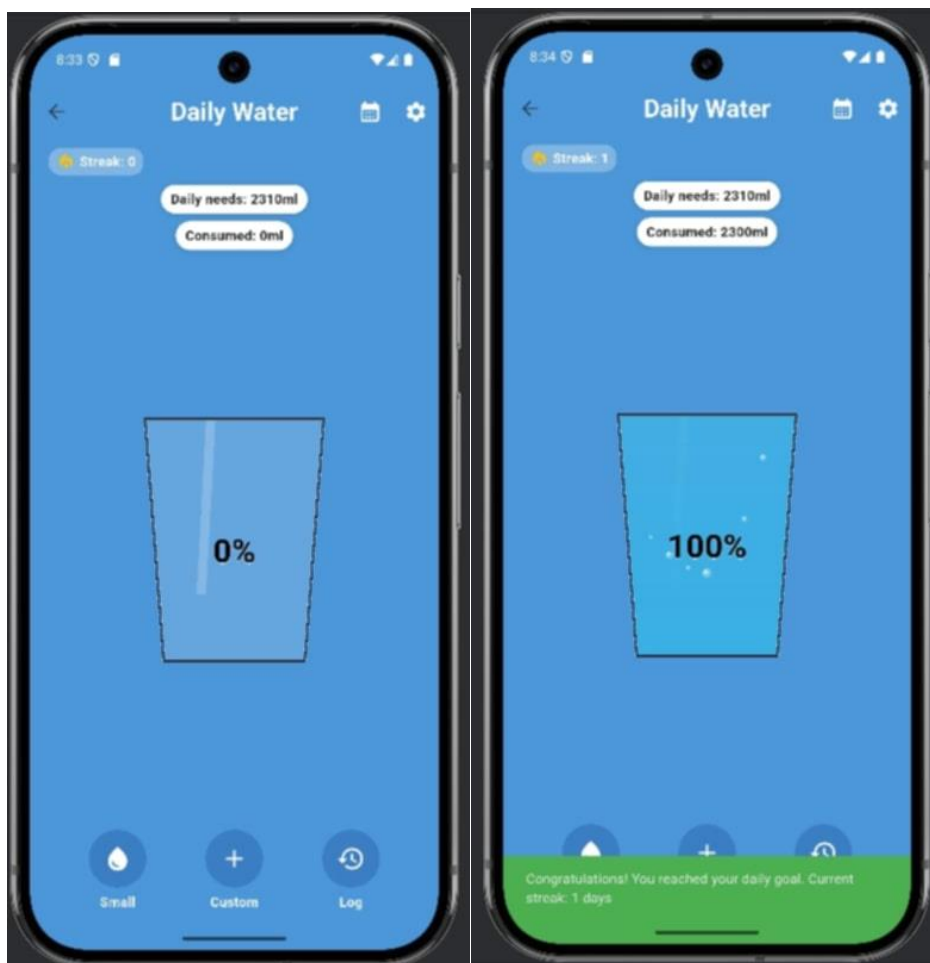 8:33
Daily Water
Streak: 0
Daily needs: 2310ml
Consumed: 0ml
0%
Small
Custom
Log
8:34
Daily Water
Streak: 1
Daily needs: 2310ml
Consumed: 2300ml
100%
Congratulations! You reached your daily goal. Current
streak: 1 days